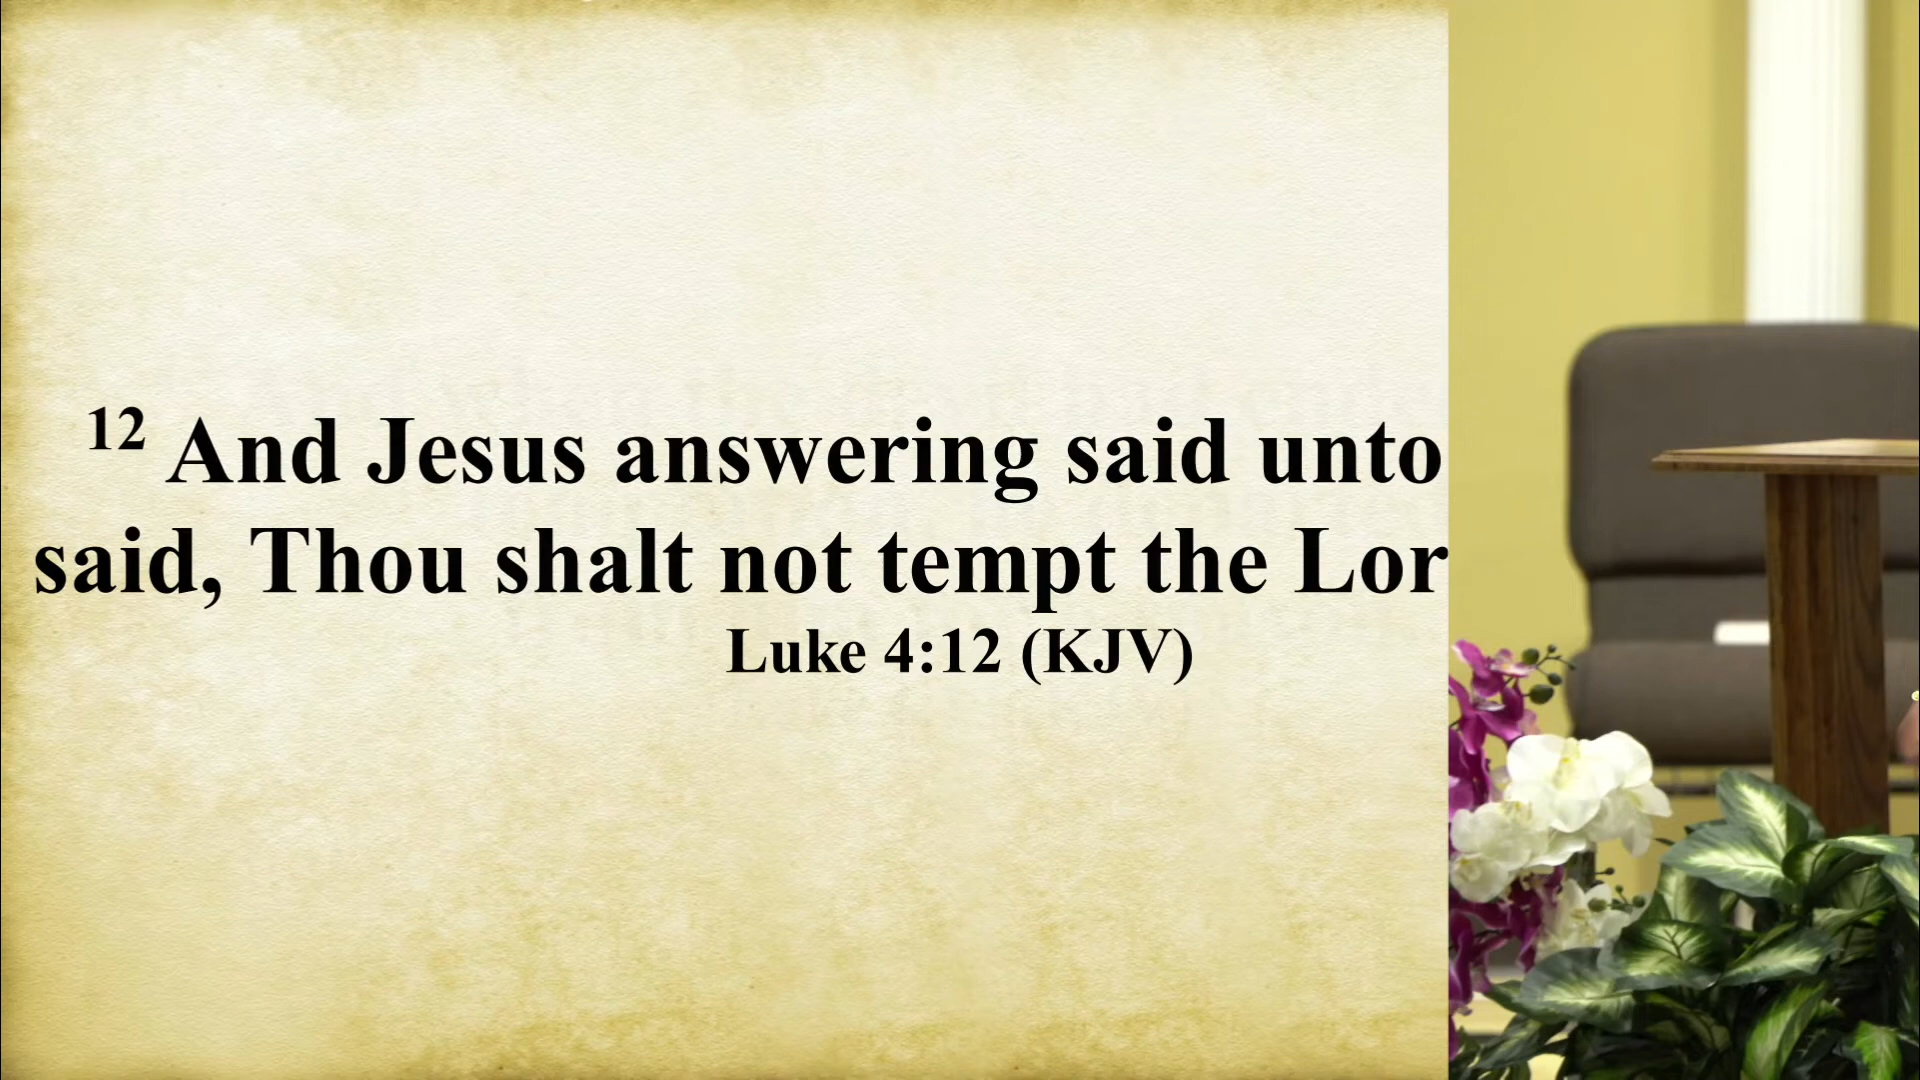 12 And Jesus answering said unto
said, Thou shalt not tempt the Lor
Luke 4:12 (KJV)